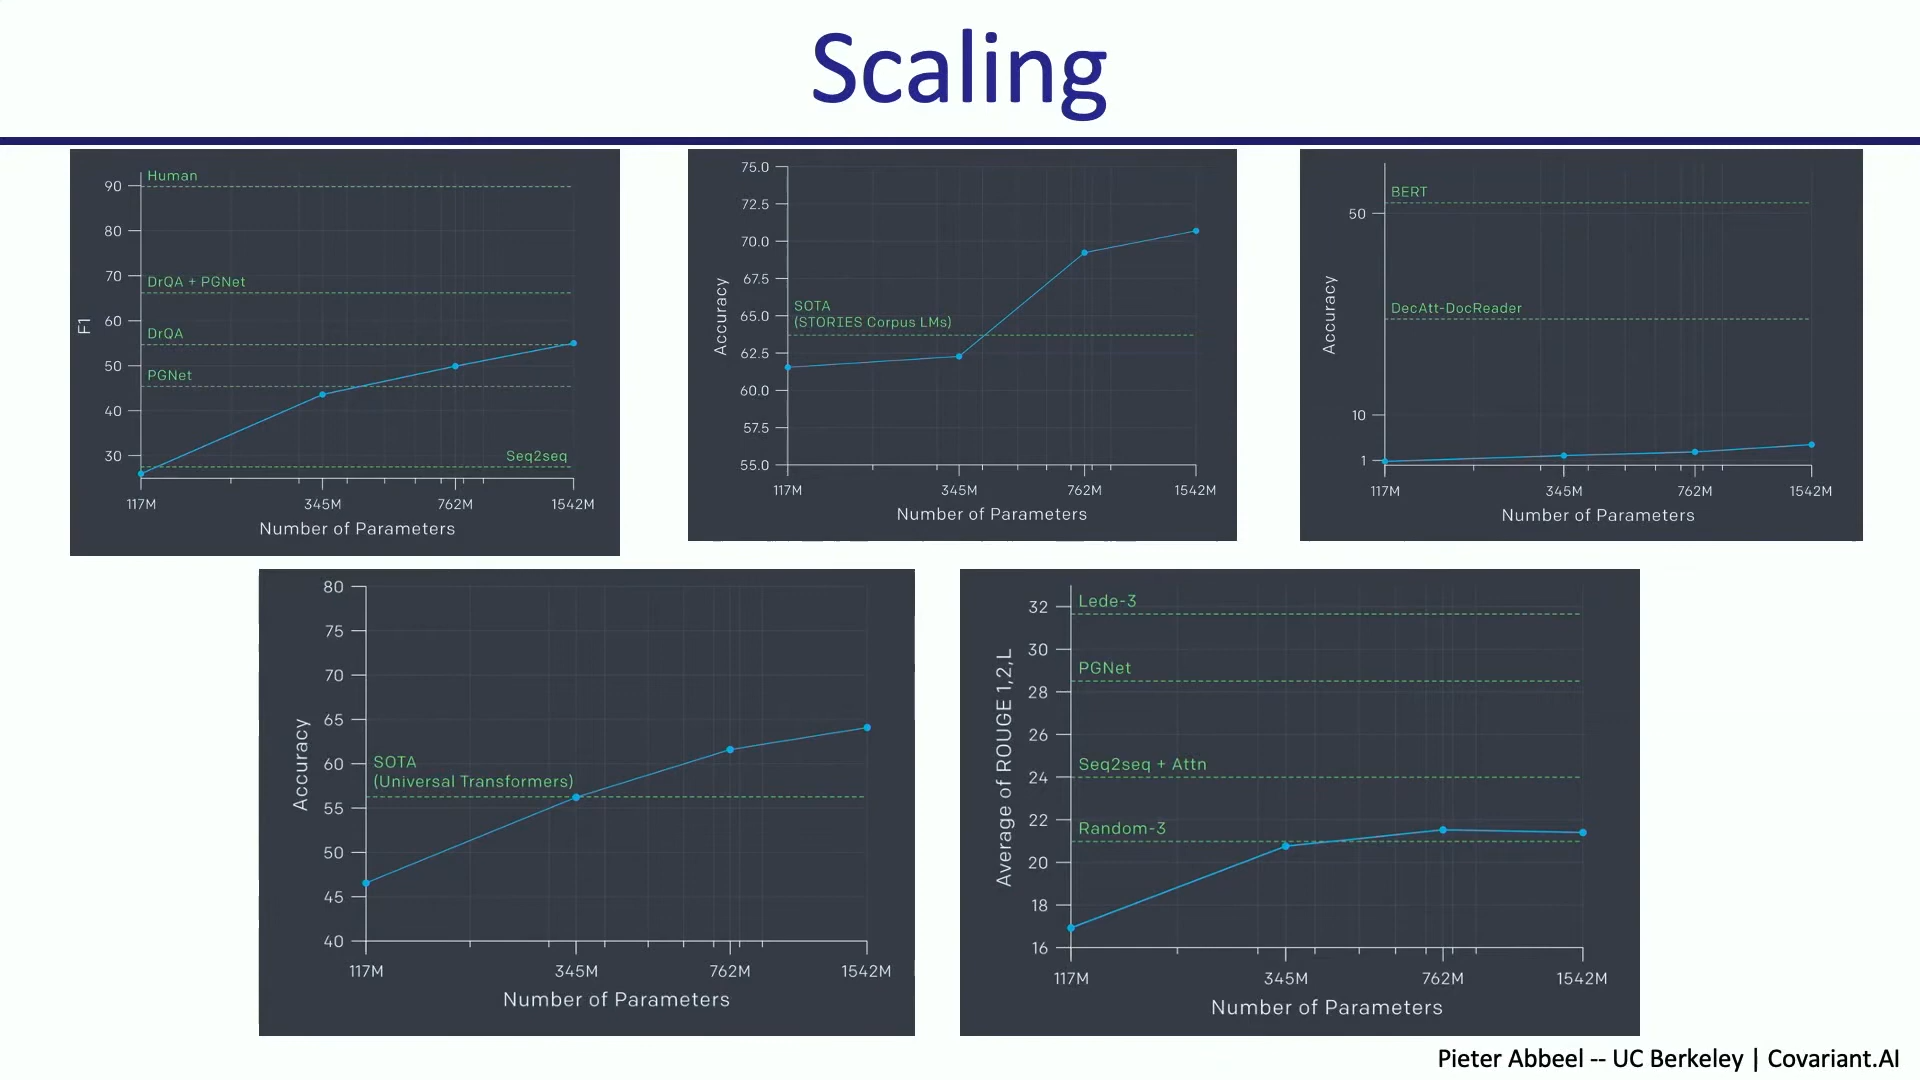 Scaling
90
80
70
60
50
40
30
F1
Human
DrQA + PGNet
DrQA
PGNet
Seq2seq
117M 345M 762M 1542M
Number of Parameters
75.0
72.5
70.0
67.5
65.0
62.5
60.0
57.5
55.0
Accuracy
SOTA
(STORIES Corpus LMs)
117M 345M 762M 1542M
Number of Parameters
50
10
1
Accuracy
BERT
DecAtt-DocReader
117M 345M 762M 1542M
Number of Parameters
80
75
70
65
60
55
50
45
40
Accuracy
SOTA
(Universal Transformers)
117M 345M 762M 1542M
Number of Parameters
32
30
28
26
24
22
20
18
16
Average of ROUGE 1,2,L
Lede-3
PGNet
Seq2seq + Attn
Random-3
117M 345M 762M 1542M
Number of Parameters
Pieter Abbeel -- UC Berkeley | Covariant.AI